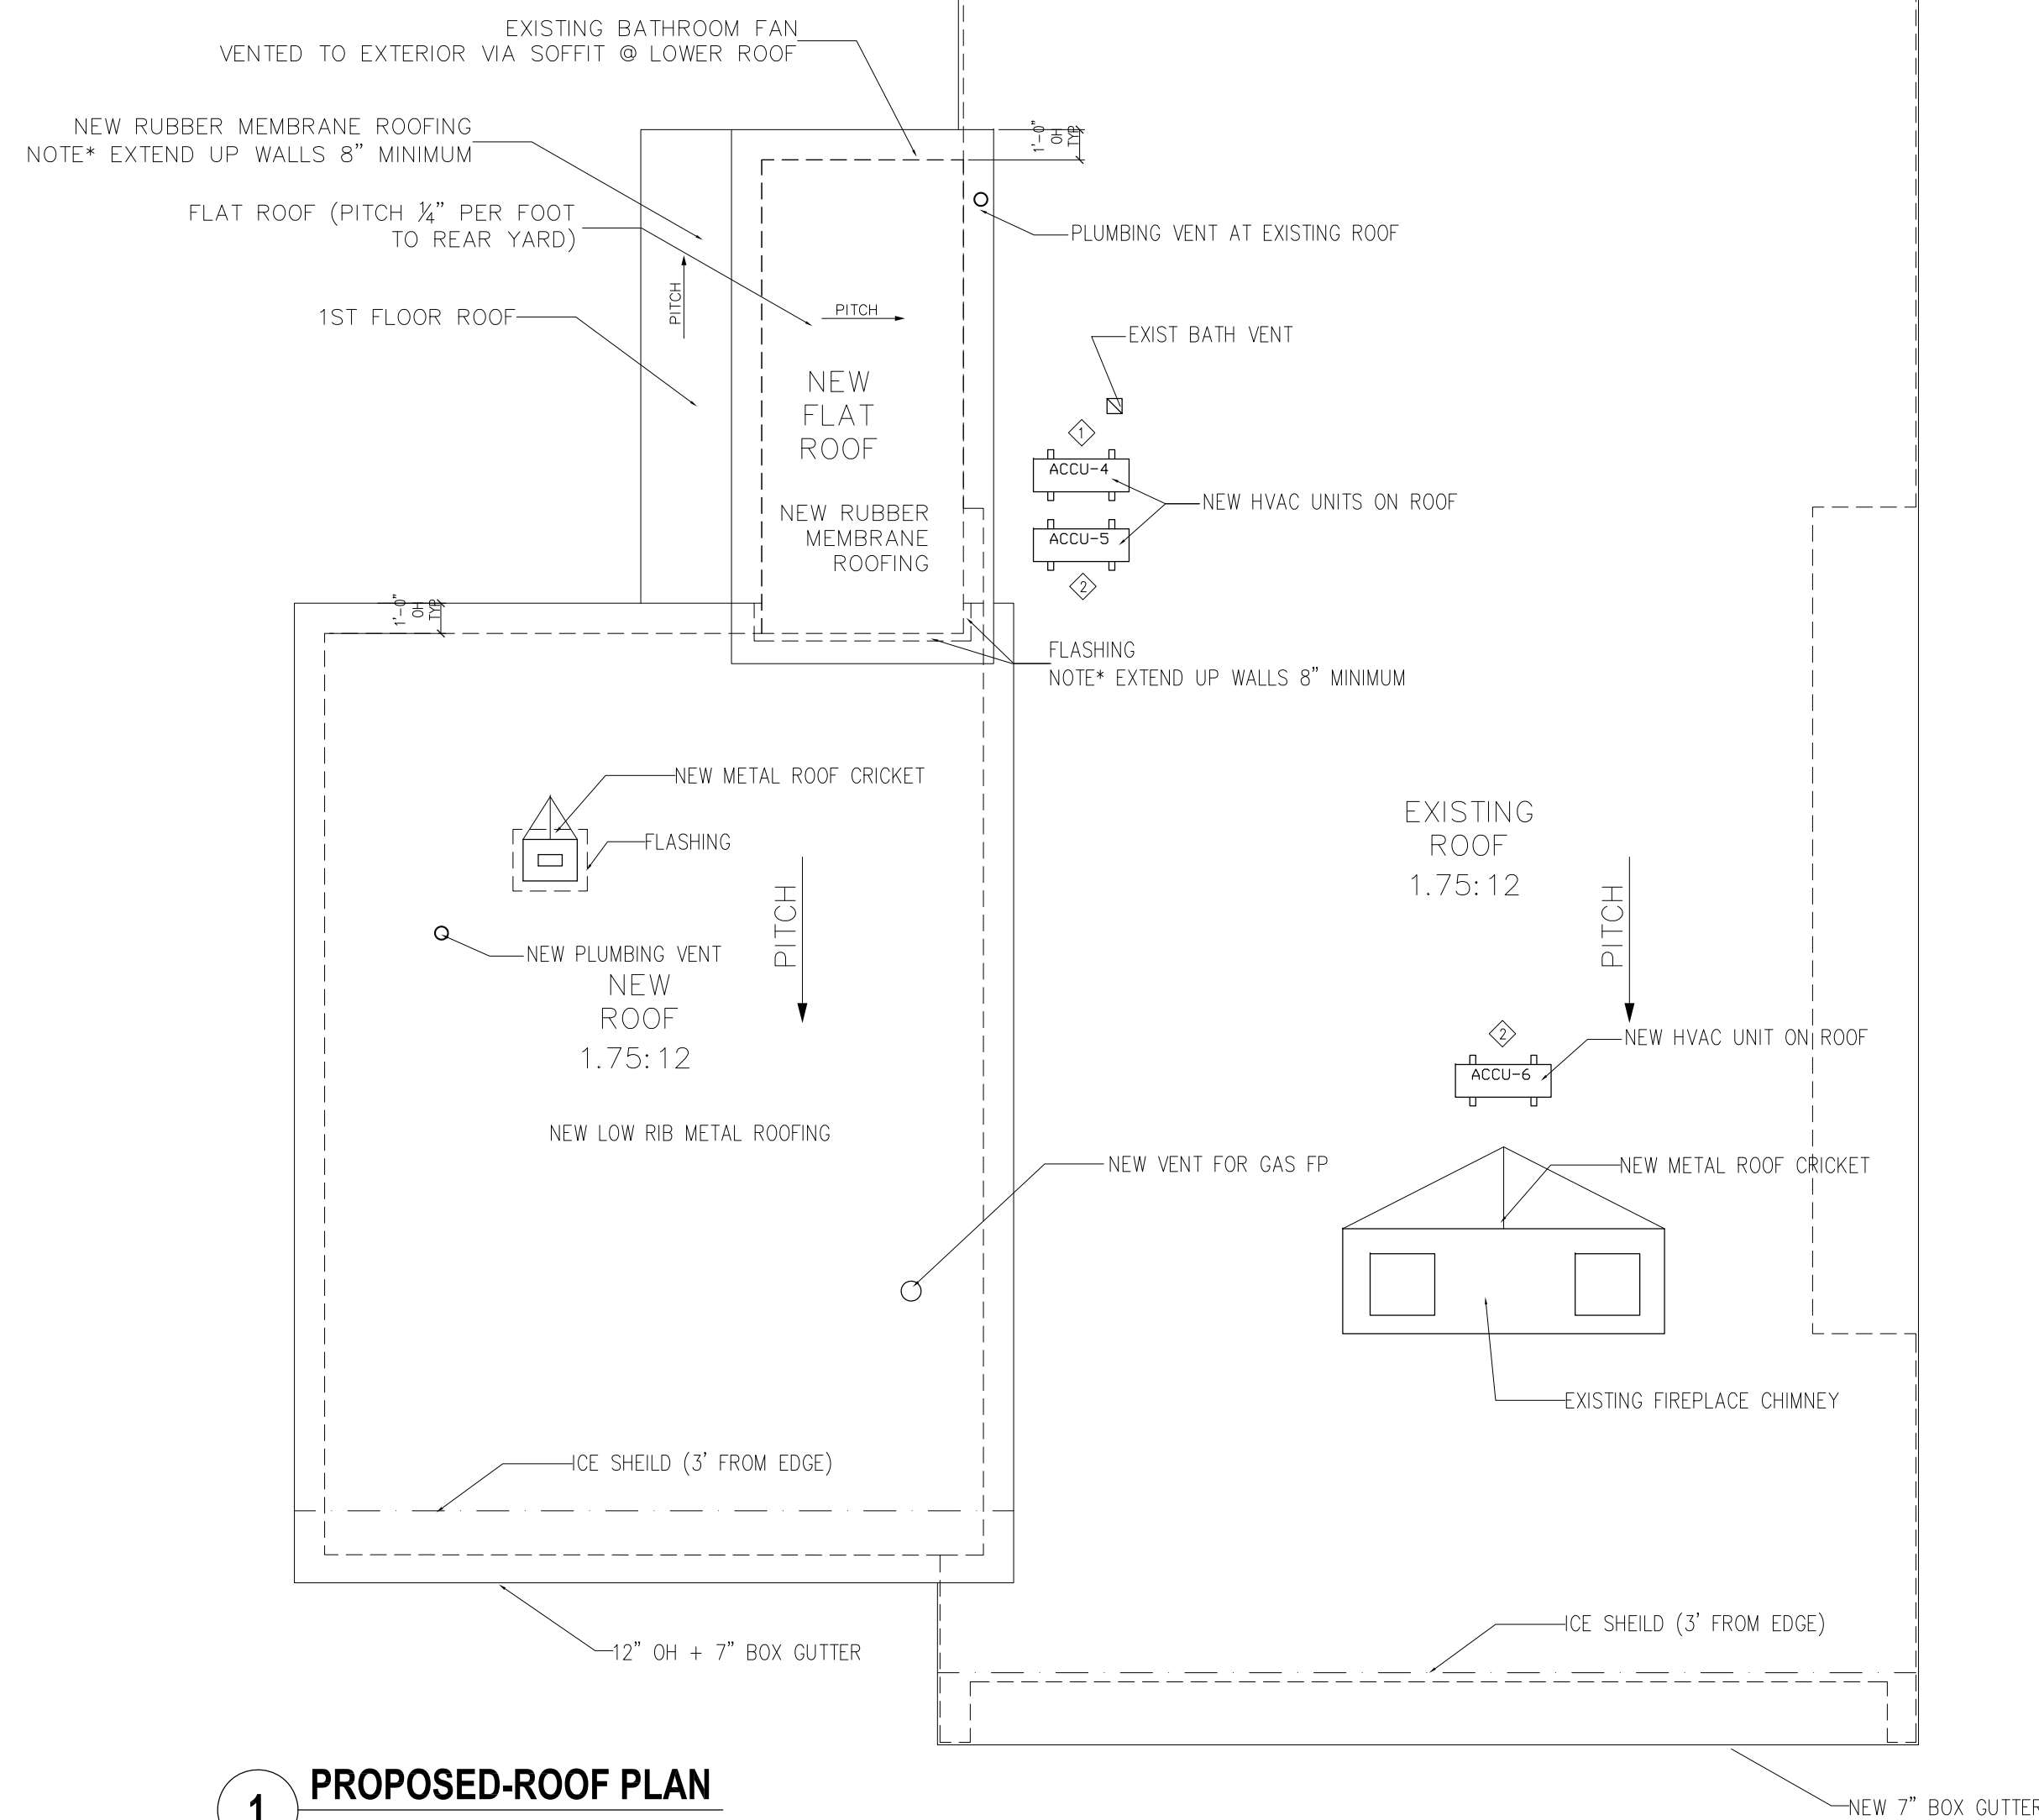 EXISTING BATHROOM FAN
VENTED TO EXTERIOR VIA SOFFIT @ LOWER ROOF
NEW RUBBER MEMBRANE ROOFING
NOTE* EXTEND UP WALLS 8" MINIMUM
FLAT ROOF (PITCH ¼" PER FOOT
TO REAR YARD)
1ST FLOOR ROOF
1'-0"
OH
TYP
PLUMBING VENT AT EXISTING ROOF
PITCH
PITCH
EXIST BATH VENT
NEW
FLAT
ROOF
1
ACCU-4
NEW HVAC UNITS ON ROOF
ACCU-5
2
NEW RUBBER
MEMBRANE
ROOFING
1'-0"
OH
TYP
FLASHING
NOTE* EXTEND UP WALLS 8" MINIMUM
NEW METAL ROOF CRICKET
FLASHING
PITCH
NEW PLUMBING VENT
NEW
ROOF
1.75:12
NEW LOW RIB METAL ROOFING
EXISTING
ROOF
1.75:12
PITCH
2
NEW HVAC UNIT ON ROOF
ACCU-6
NEW VENT FOR GAS FP
NEW METAL ROOF CRICKET
EXISTING FIREPLACE CHIMNEY
ICE SHEILD (3' FROM EDGE)
12" OH + 7" BOX GUTTER
ICE SHEILD (3' FROM EDGE)
NEW 7" BOX GUTTER
1
PROPOSED-ROOF PLAN